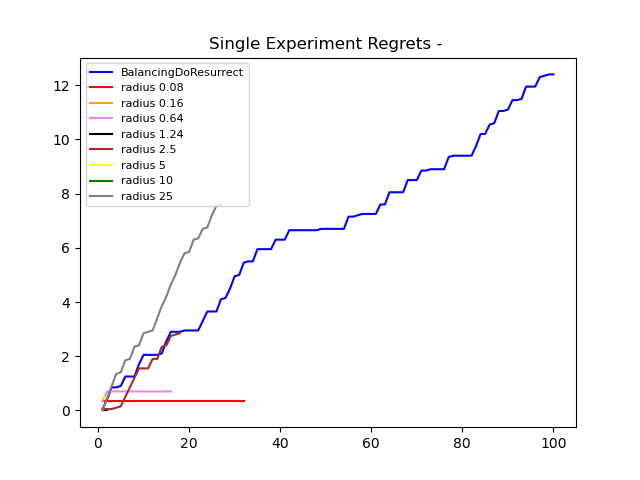 Single Experiment Regrets -
BalancingDoResurrect
radius 0.08
radius 0.16
radius 0.64
radius 1.24
radius 2.5
radius 5
radius 10
radius 25
12
10
8
6
4
2
0
0 20 40 60 80 100